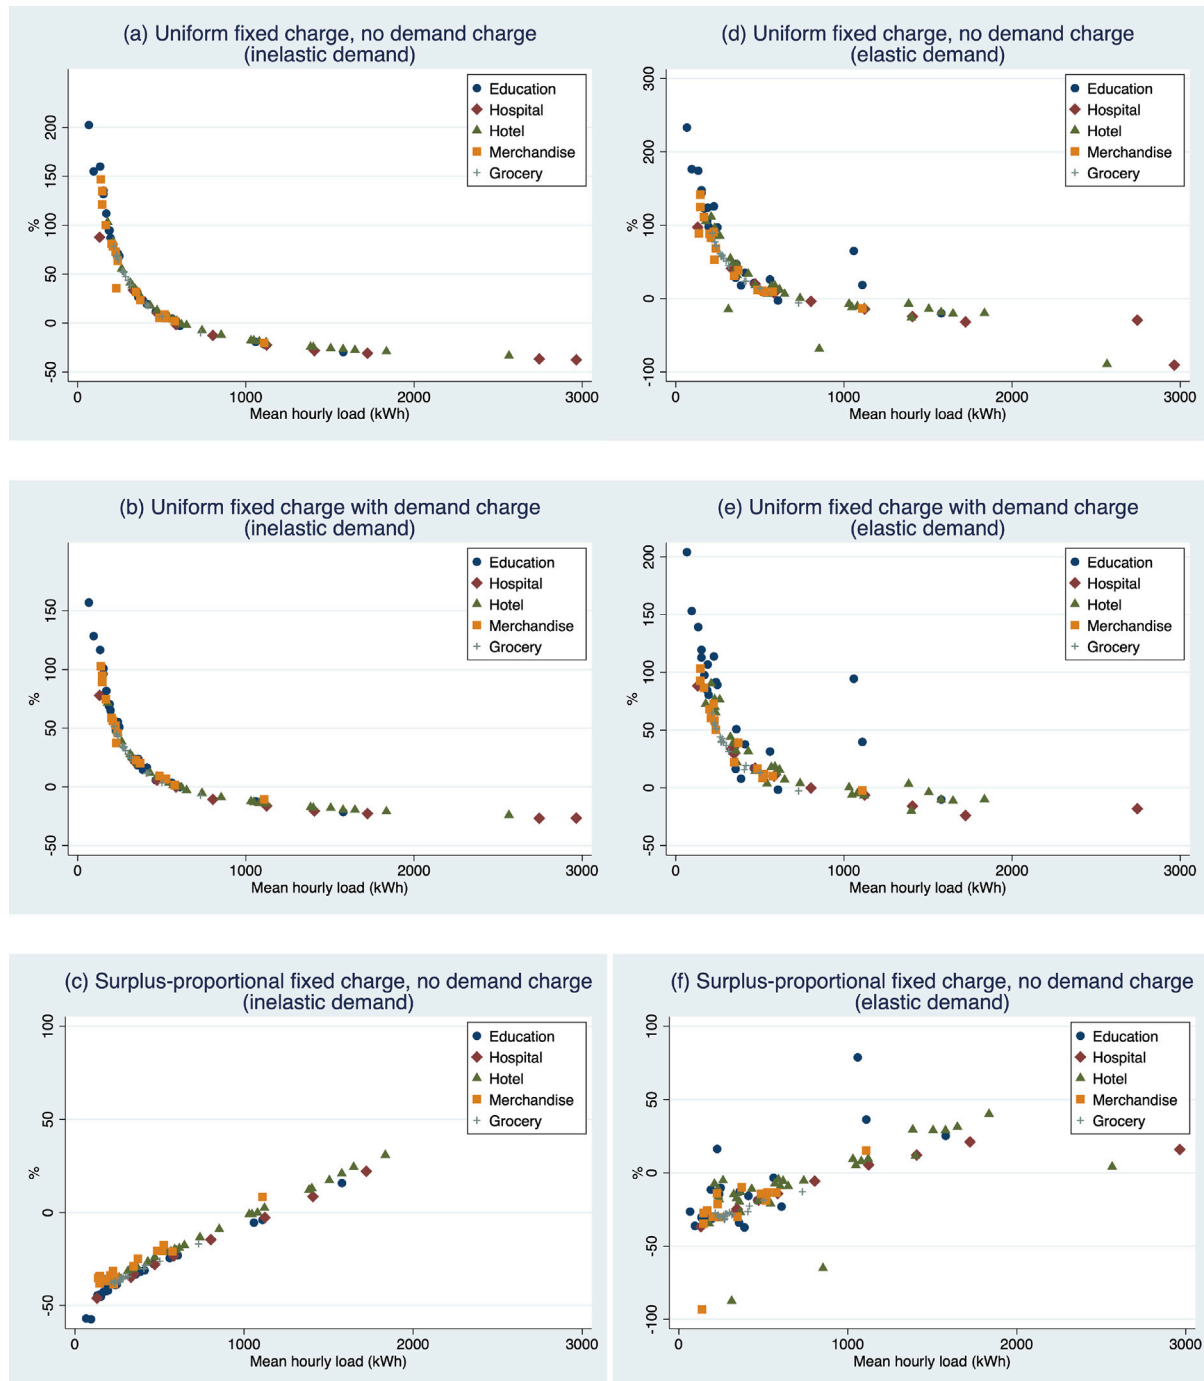 (a) Uniform fixed charge, no demand charge
(inelastic demand)
200
150
100
50
0
-50
%
Education
Hospital
Hotel
Merchandise
Grocery
0
1000
2000
3000
Mean hourly load (kWh)
(d) Uniform fixed charge, no demand charge
(elastic demand)
300
200
100
0
-100
%
Education
Hospital
Hotel
Merchandise
Grocery
0
1000
2000
3000
Mean hourly load (kWh)
(b) Uniform fixed charge with demand charge
(inelastic demand)
150
100
50
0
-50
%
Education
Hospital
Hotel
Merchandise
Grocery
0
1000
2000
3000
Mean hourly load (kWh)
(e) Uniform fixed charge with demand charge
(elastic demand)
200
150
100
50
0
-50
%
Education
Hospital
Hotel
Merchandise
Grocery
0
1000
2000
3000
Mean hourly load (kWh)
(c) Surplus-proportional fixed charge, no demand charge
(inelastic demand)
100
50
0
-50
%
Education
Hospital
Hotel
Merchandise
Grocery
0
1000
2000
3000
Mean hourly load (kWh)
(f) Surplus-proportional fixed charge, no demand charge
(elastic demand)
100
50
0
-50
-100
%
Education
Hospital
Hotel
Merchandise
Grocery
0
1000
2000
3000
Mean hourly load (kWh)